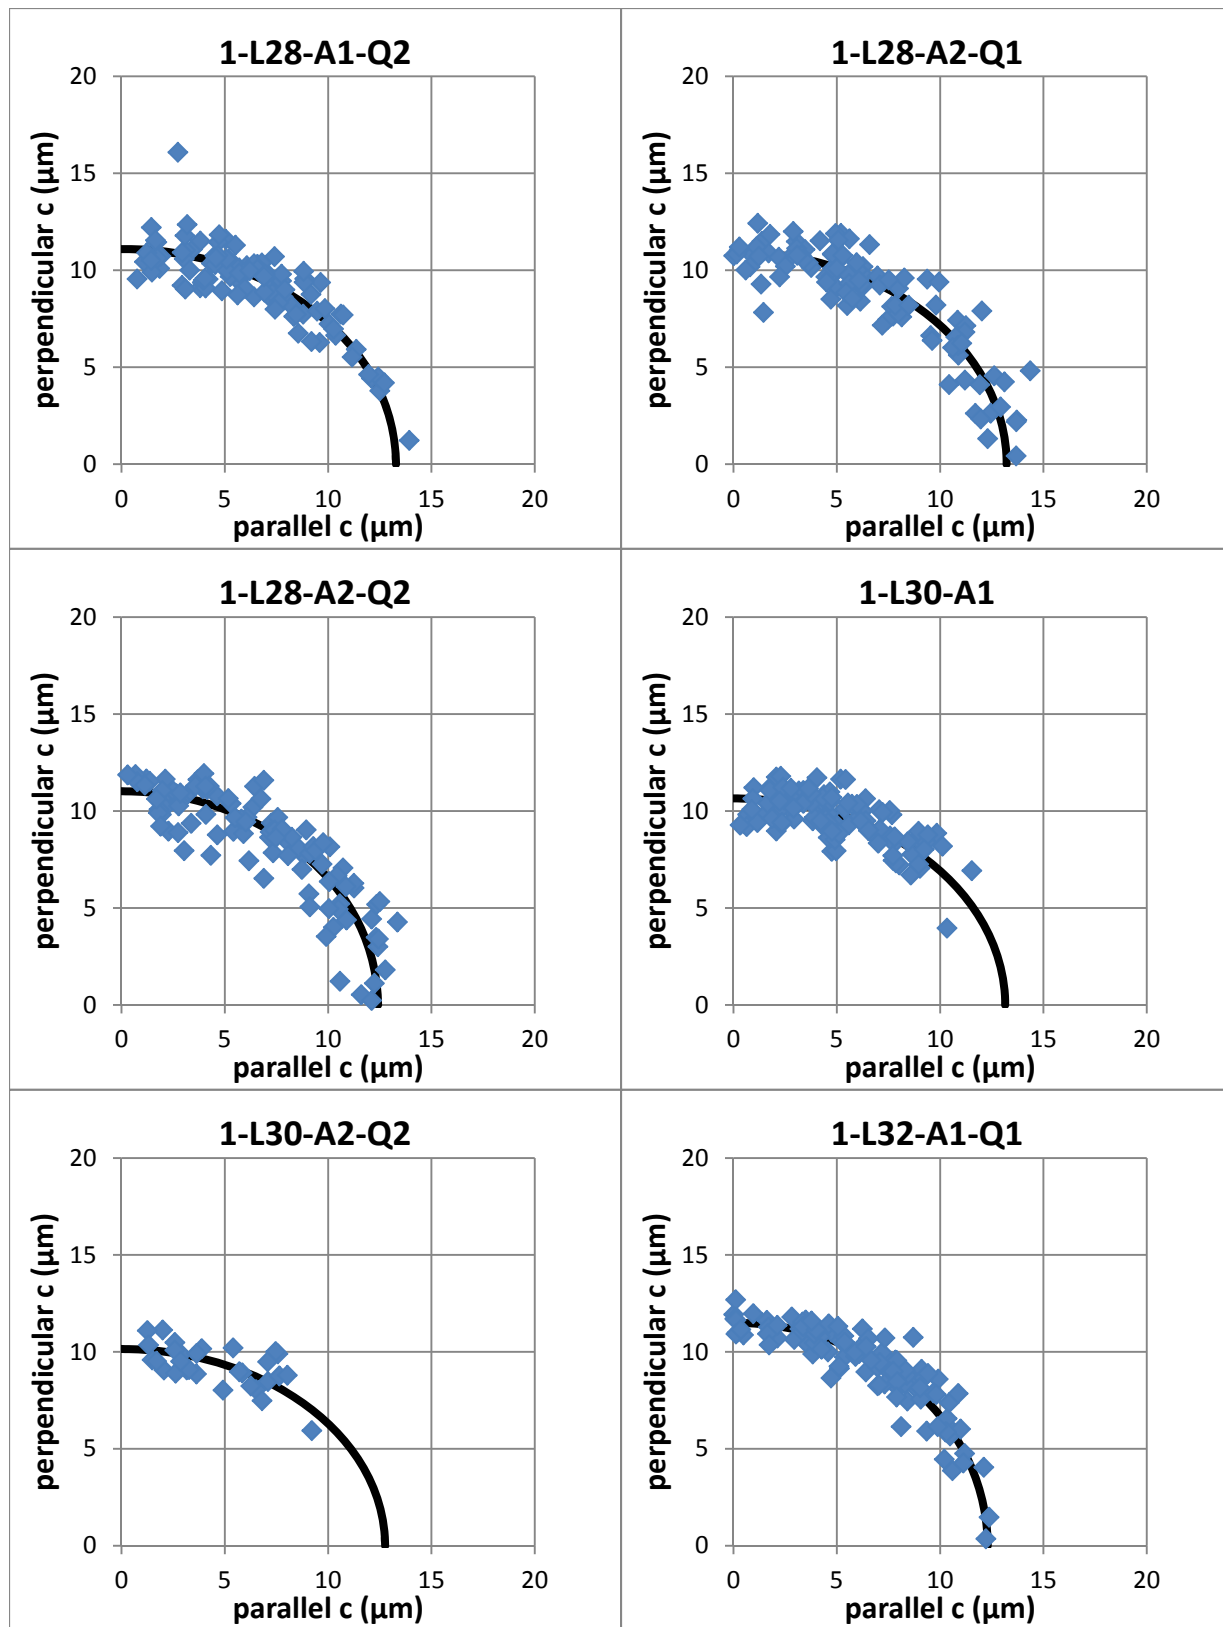 1-L28-A1-Q2
20
15
10
5
0
perpendicular c (µm)
0 5 10 15 20
parallel c (µm)
1-L28-A2-Q1
20
15
10
5
0
perpendicular c (µm)
0 5 10 15 20
parallel c (µm)
1-L28-A2-Q2
20
15
10
5
0
perpendicular c (µm)
0 5 10 15 20
parallel c (µm)
1-L30-A1
20
15
10
5
0
perpendicular c (µm)
0 5 10 15 20
parallel c (µm)
1-L30-A2-Q2
20
15
10
5
0
perpendicular c (µm)
0 5 10 15 20
parallel c (µm)
1-L32-A1-Q1
20
15
10
5
0
perpendicular c (µm)
0 5 10 15 20
parallel c (µm)